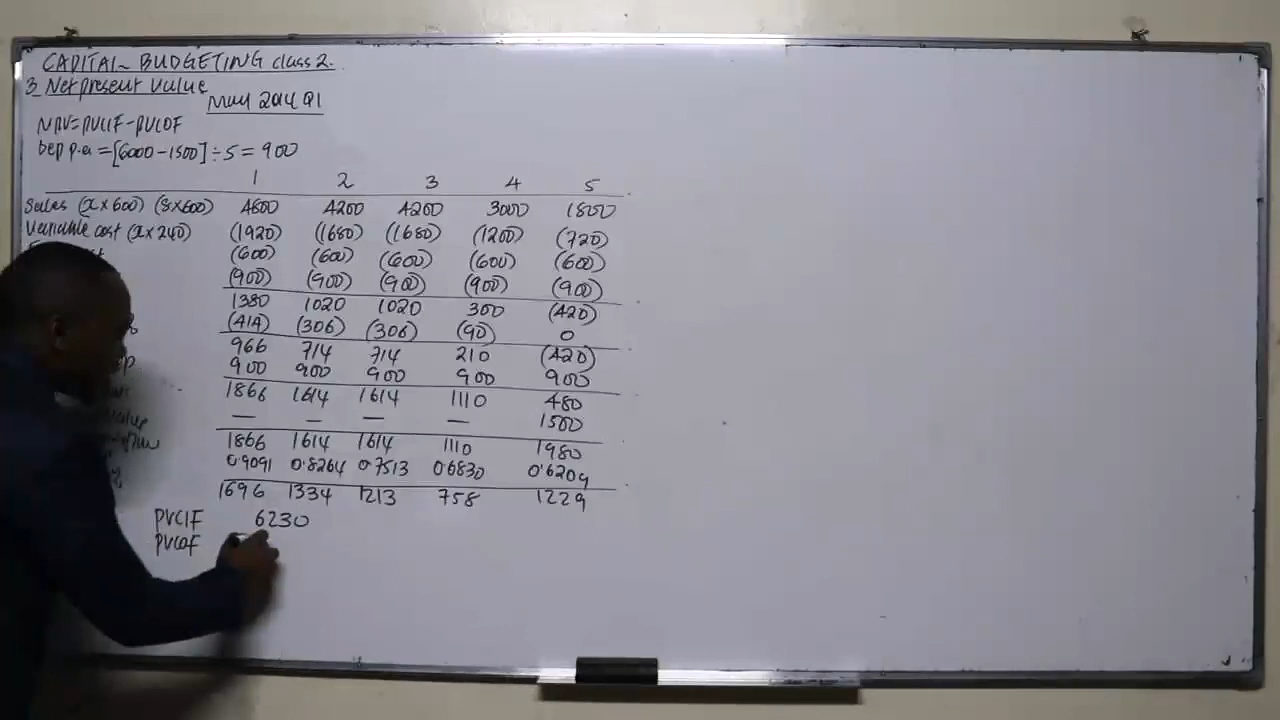 CAPITAL BUDGETING class 2.
3 Net present value
May 2014 Q1
NPV = PVCIF - PVCOF
Dep p.a = [6000 - 1500] ÷ 5 = 900
1 2 3 4 5
Sales (x × 600) (8×600) 4800 4200 4200 3000 1800
Variable cost (x × 240) (1920) (1680) (1680) (1200) (720)
(600) (600) (600) (600) (600)
(900) (900) (900) (900) (900)
1380 1020 1020 300 (420)
(414) (306) (306) (90) 0
966 714 714 210 (420)
900 900 900 900 900
1866 1614 1614 1110 480
— — — — 1500
1866 1614 1614 1110 1980
0.9091 0.8264 0.7513 0.6830 0.6209
1696 1334 1213 758 1229
PVCIF 6230
PVCOF